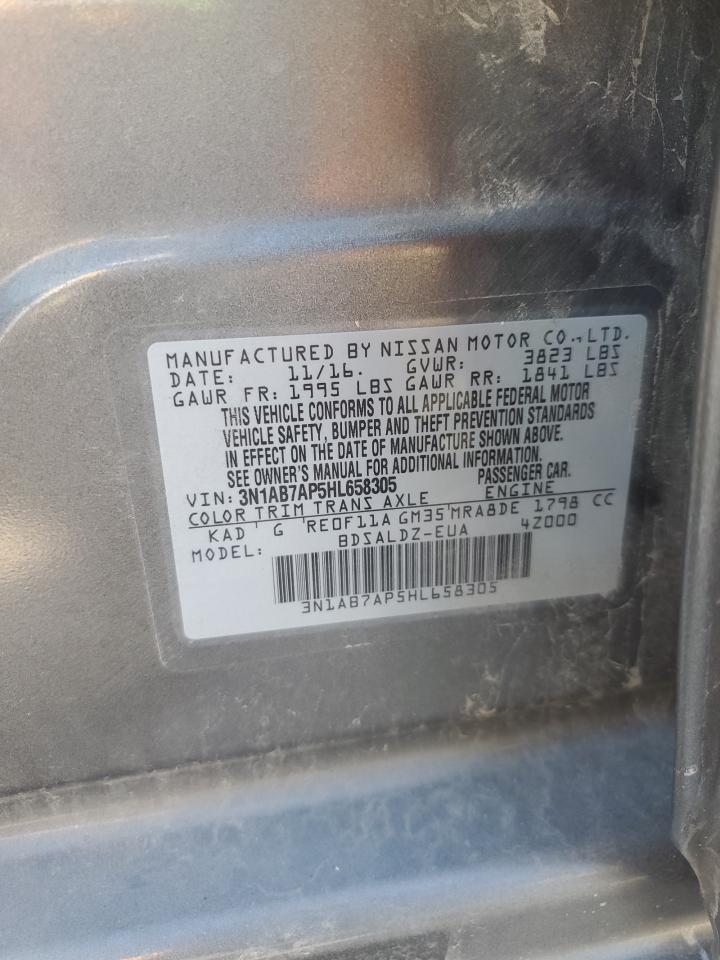 MANUFACTURED BY NISSAN MOTOR CO.,LTD.
DATE: 11/16. GVWR: 3823 LBS
GAWR FR: 1995 LBS GAWR RR: 1841 LBS
THIS VEHICLE CONFORMS TO ALL APPLICABLE FEDERAL MOTOR
VEHICLE SAFETY, BUMPER AND THEFT PREVENTION STANDARDS
IN EFFECT ON THE DATE OF MANUFACTURE SHOWN ABOVE.
SEE OWNER'S MANUAL FOR ADDITIONAL INFORMATION.
VIN: 3N1AB7AP5HL658305 PASSENGER CAR.
COLOR TRIM TRANS AXLE ENGINE
KAD G RE0F11A GM35 MRA8DE 1798 CC
MODEL: BDSALDZ-EUA 4Z000
3N1AB7AP5HL658305